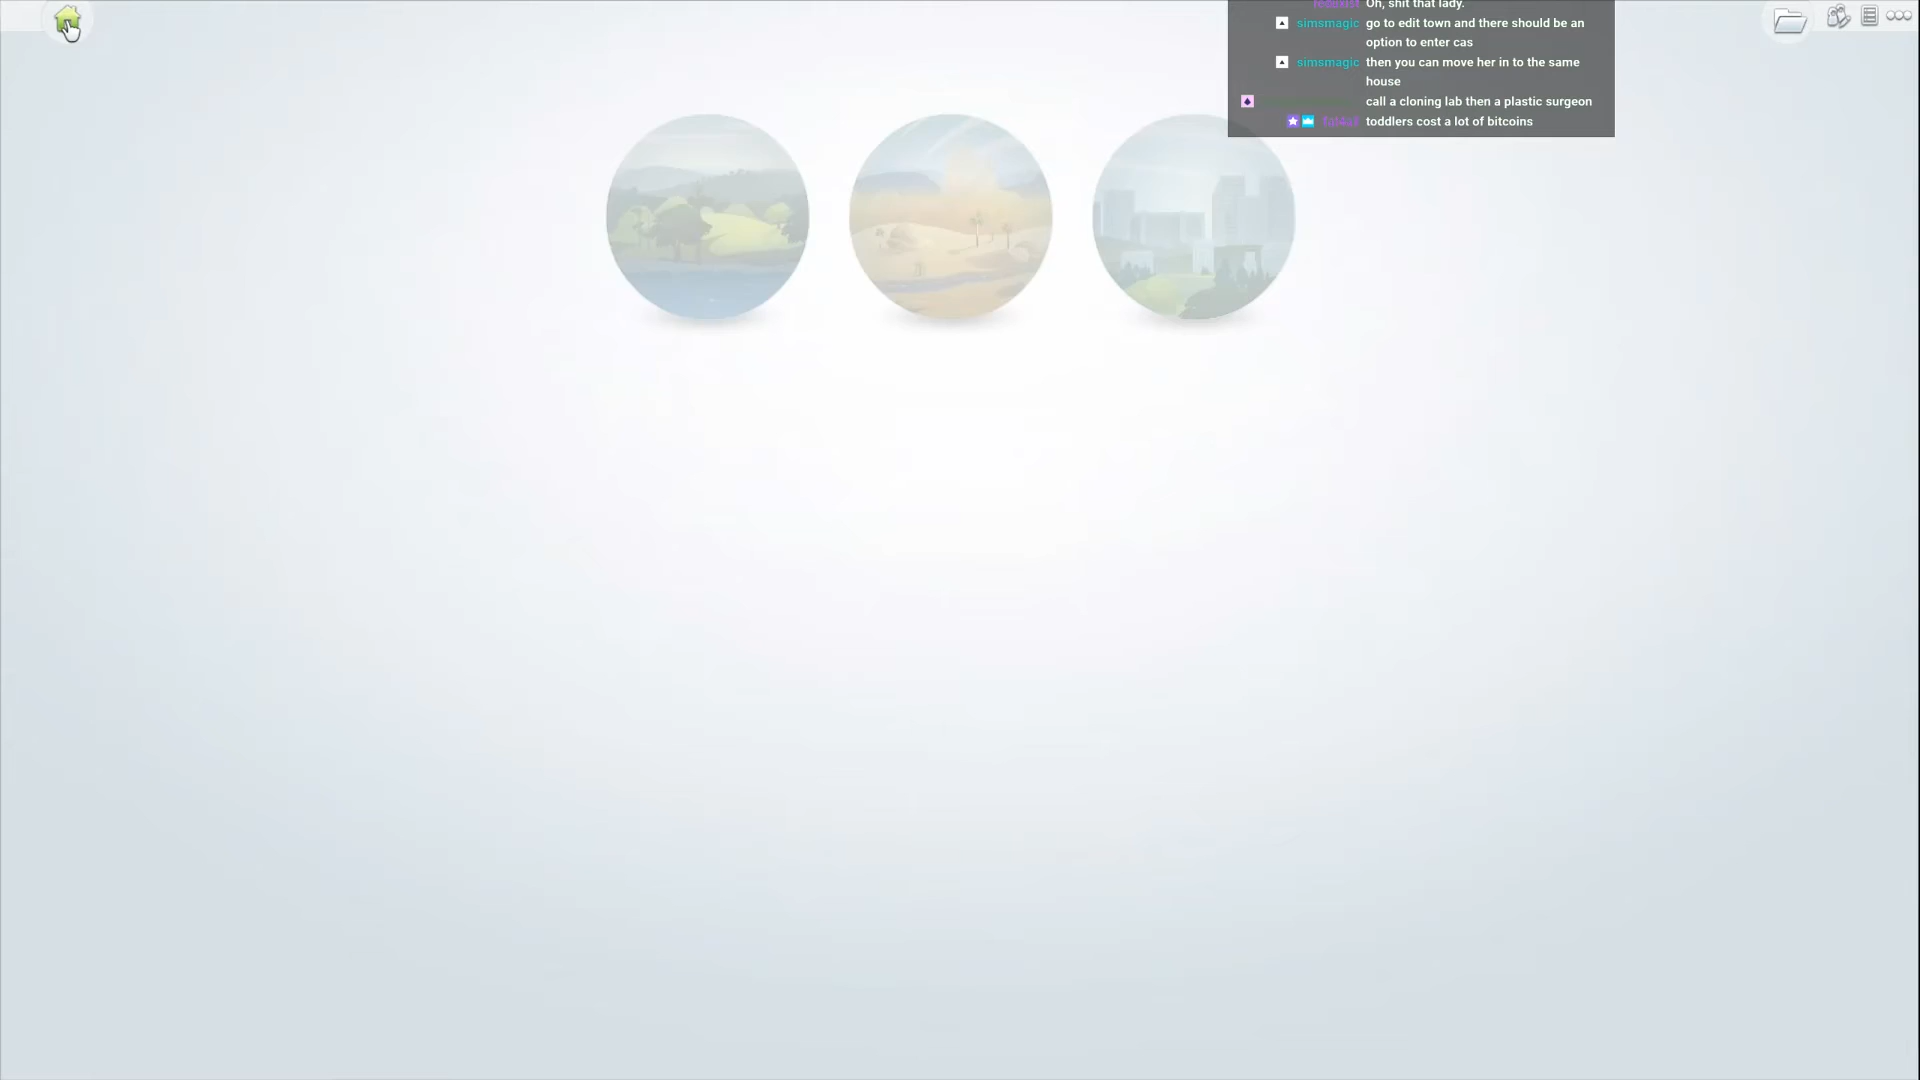 reduxist Oh, shit that lady.
simsmagic go to edit town and there should be an
option to enter cas
simsmagic then you can move her in to the same
house
call a cloning lab then a plastic surgeon
toddlers cost a lot of bitcoins